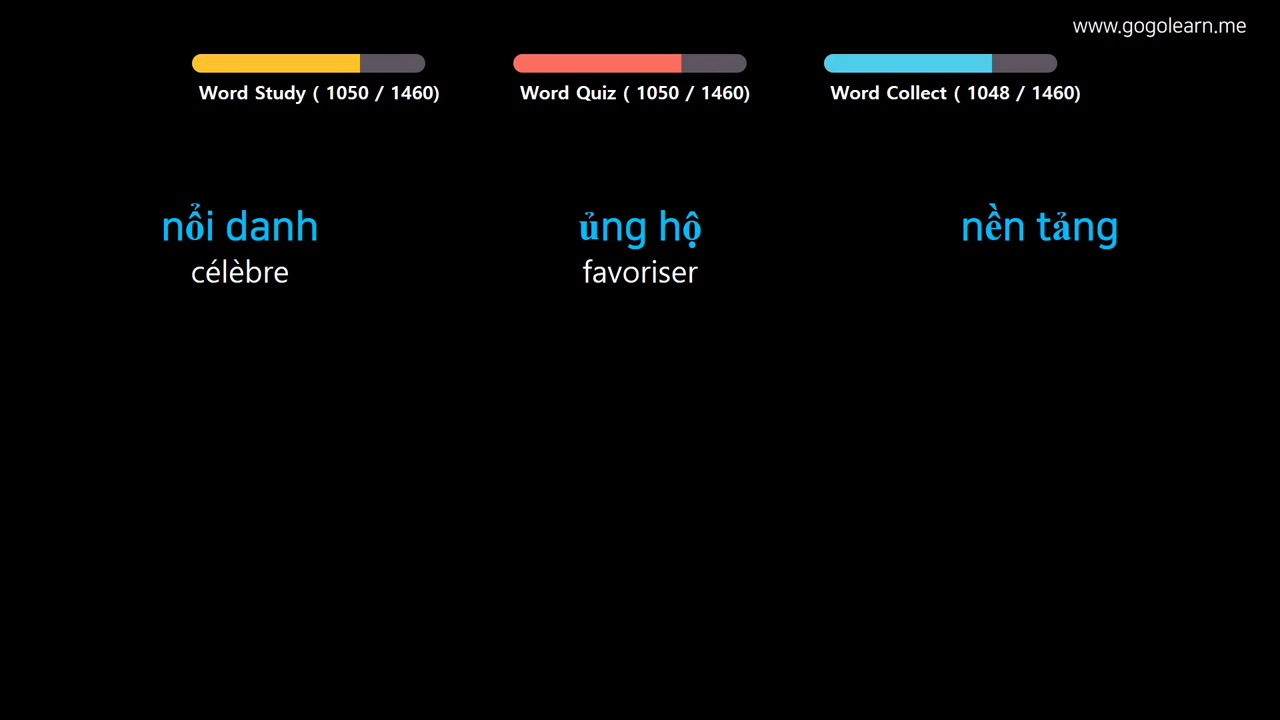 www.gogolearn.me
Word Study ( 1050 / 1460)
Word Quiz ( 1050 / 1460)
Word Collect ( 1048 / 1460)
nổi danh
célèbre
ủng hộ
favoriser
nền tảng